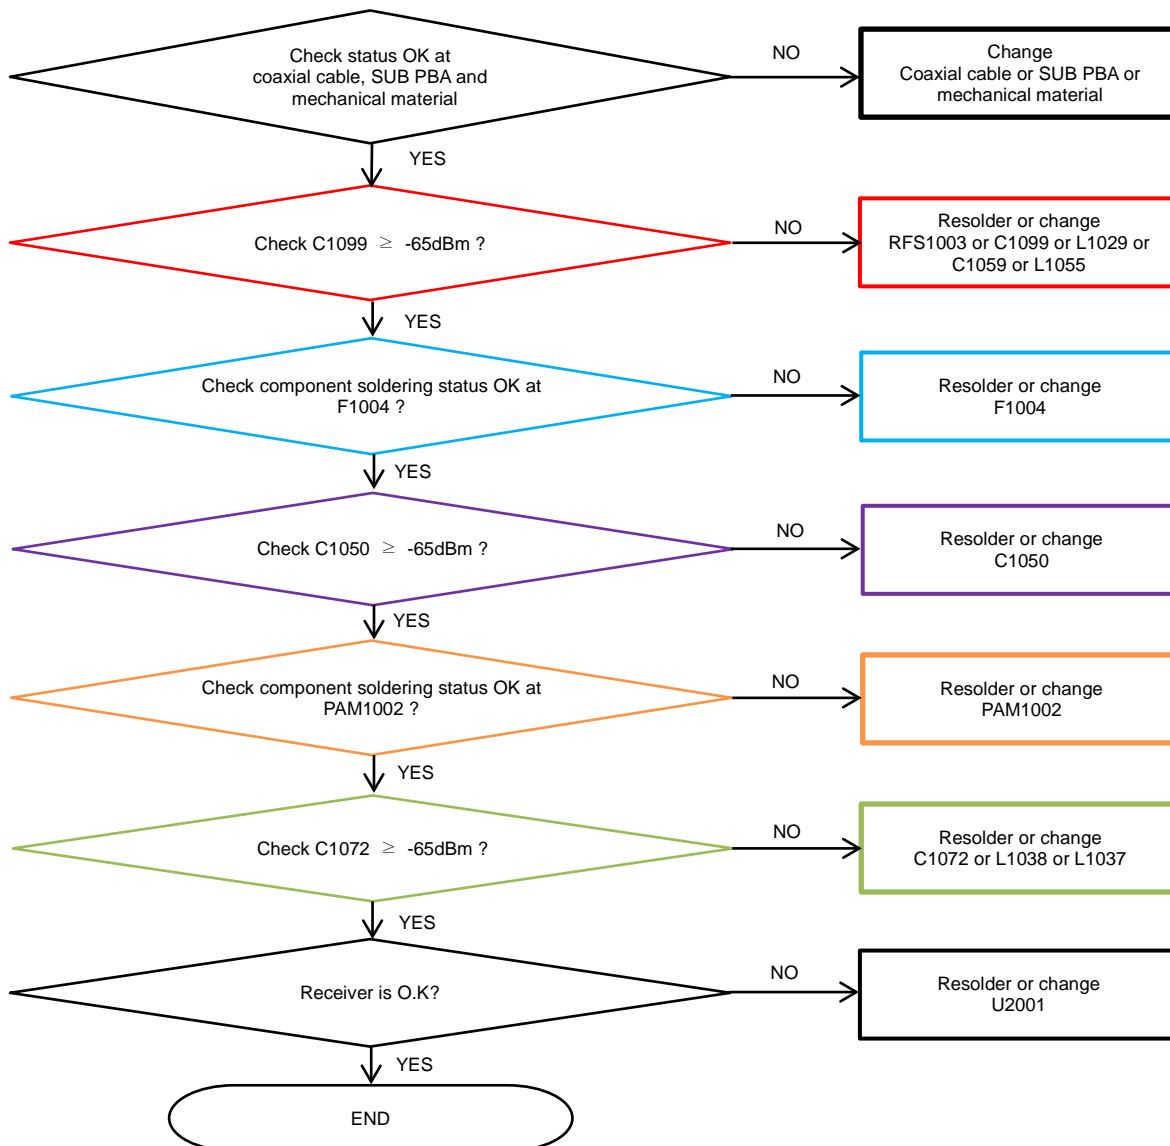 Check status OK at
coaxial cable, SUB PBA and
mechanical material
NO
Change
Coaxial cable or SUB PBA or
mechanical material
YES
Check C1099 ≥ -65dBm ?
NO
Resolder or change
RFS1003 or C1099 or L1029 or
C1059 or L1055
YES
Check component soldering status OK at
F1004 ?
NO
Resolder or change
F1004
YES
Check C1050 ≥ -65dBm ?
NO
Resolder or change
C1050
YES
Check component soldering status OK at
PAM1002 ?
NO
Resolder or change
PAM1002
YES
Check C1072 ≥ -65dBm ?
NO
Resolder or change
C1072 or L1038 or L1037
YES
Receiver is O.K?
NO
Resolder or change
U2001
YES
END